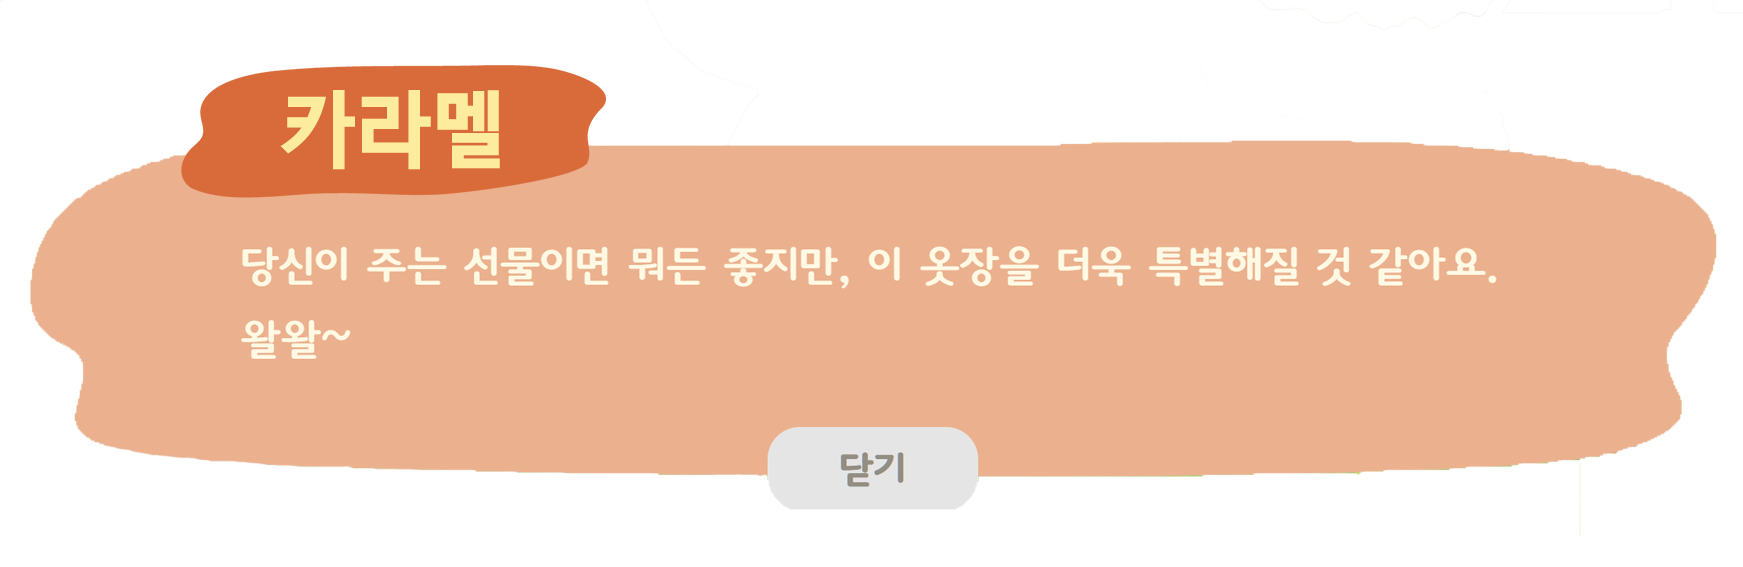 카라멜
당신이 주는 선물이면 뭐든 좋지만, 이 옷장을 더욱 특별해질 것 같아요.
왈왈~
닫기